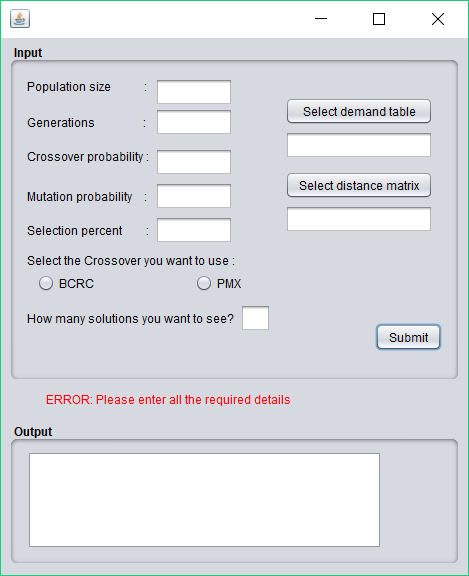 Input
Population size :
Select demand table
Generations :
Crossover probability :
Select distance matrix
Mutation probability :
Selection percent :
Select the Crossover you want to use :
BCRC PMX
How many solutions you want to see?
Submit
ERROR: Please enter all the required details
Output